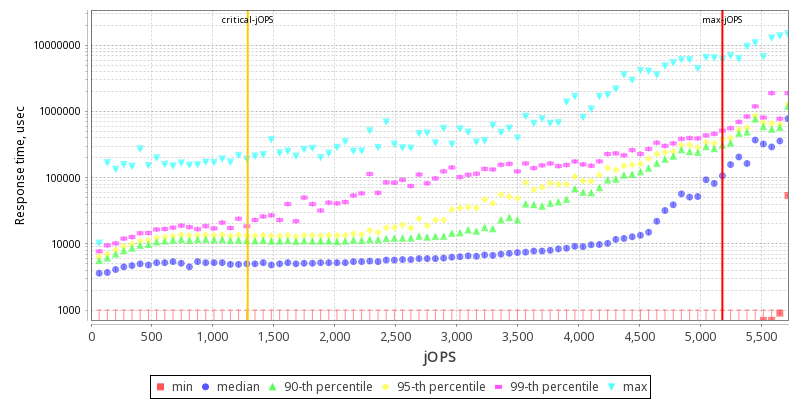 critical-jOPS
max-jOPS
10000000
1000000
100000
10000
1000
Response time, usec
0
500
1,000
1,500
2,000
2,500
3,000
3,500
4,000
4,500
5,000
5,500
jOPS
min
median
90-th percentile
95-th percentile
99-th percentile
max